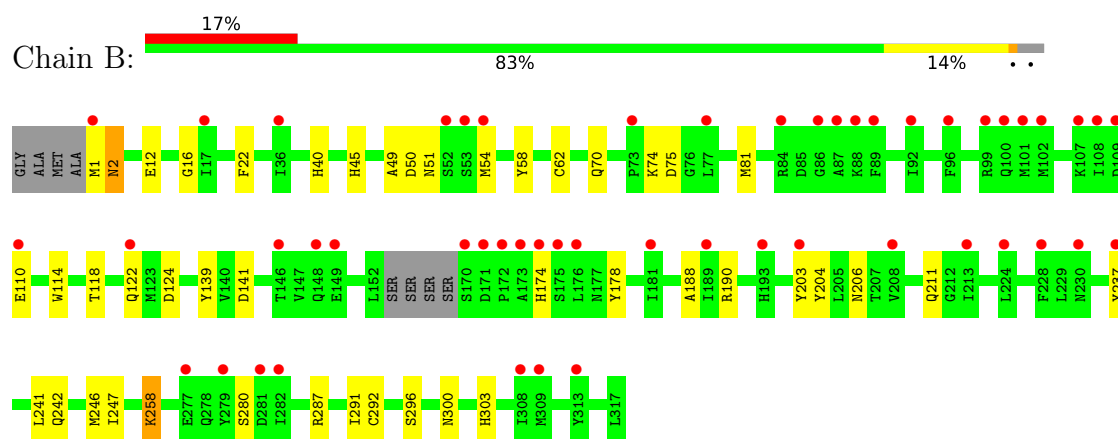 17%
Chain B:
83%
14%
GLY ALA MET ALA M1 N2 E12 G16 I17 F22 I36 H40 H45 A49 D50 N51 S52 S53 M54 Y58 C62 Q70 P73 K74 D75 G76 L77 M81 R84 D85 G86 A87 K88 F89 I92 F96 R99 Q100 M101 M102 K107 I108 D109
E110 W114 T118 Q122 M123 D124 Y139 V140 D141 T146 V147 Q148 E149 L152 SER SER SER SER S170 D171 P172 A173 H174 S175 L176 N177 Y178 I181 A188 I189 R190 H193 Y203 Y204 L205 N206 T207 V208 Q211 G212 I213 L224 F228 L229 N230 Y237
L241 Q242 M246 I247 K258 E277 Q278 Y279 S280 D281 I282 R287 I291 C292 S296 N300 H303 I308 M309 Y313 L317